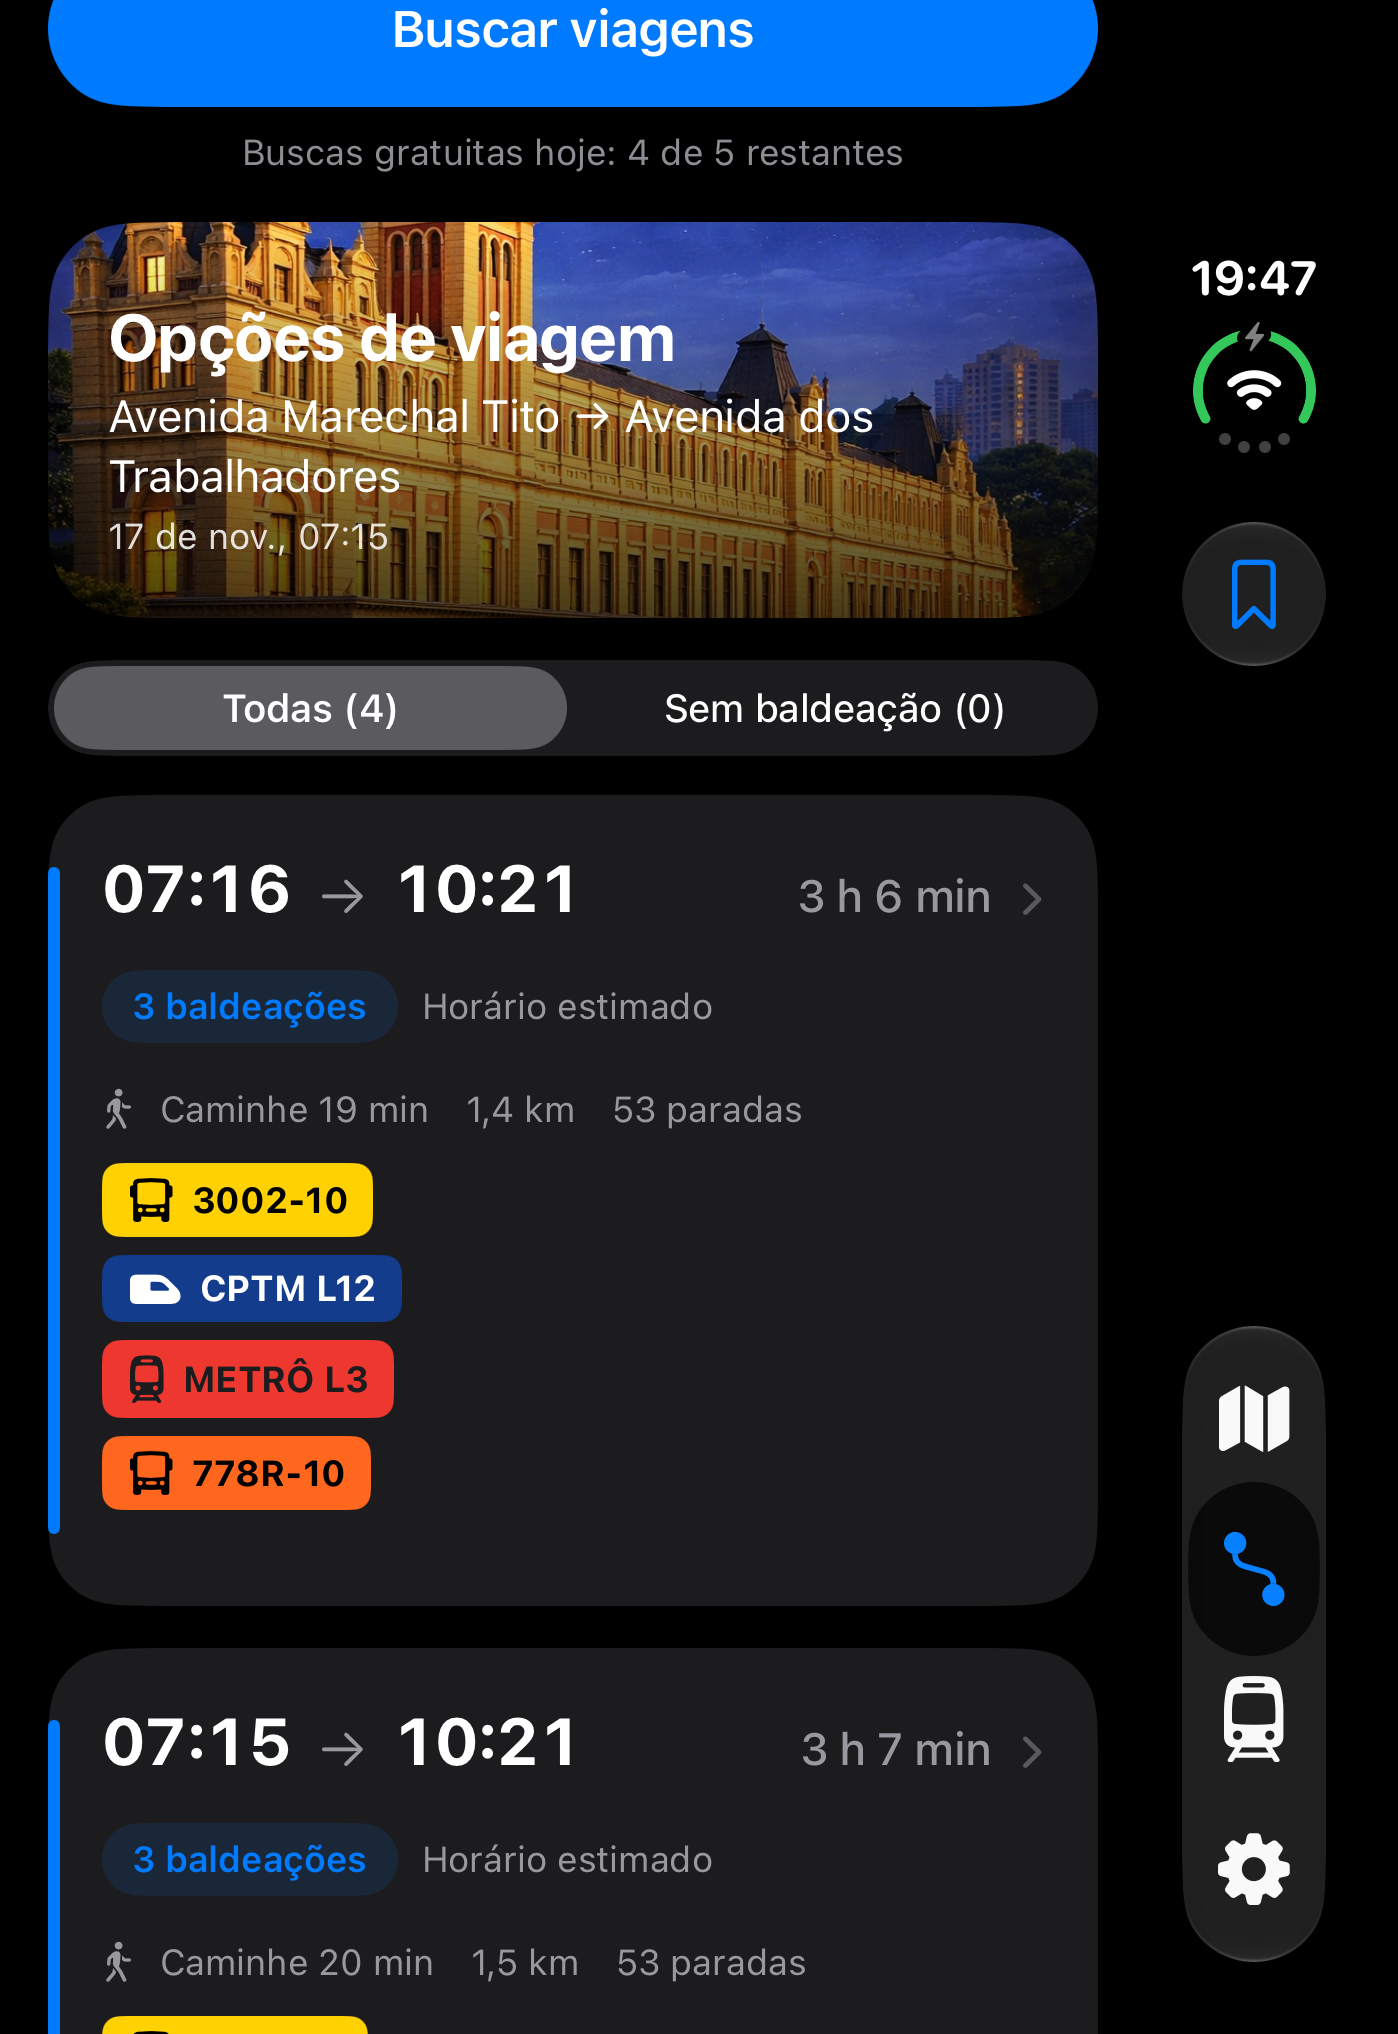 Buscar viagens
Buscas gratuitas hoje: 4 de 5 restantes
19:47
Opções de viagem
Avenida Marechal Tito → Avenida dos
Trabalhadores
17 de nov., 07:15
Todas (4)
Sem baldeação (0)
07:16 → 10:21
3 h 6 min
3 baldeações
Horário estimado
Caminhe 19 min 1,4 km 53 paradas
3002-10
CPTM L12
METRÔ L3
778R-10
07:15 → 10:21
3 h 7 min
3 baldeações
Horário estimado
Caminhe 20 min 1,5 km 53 paradas